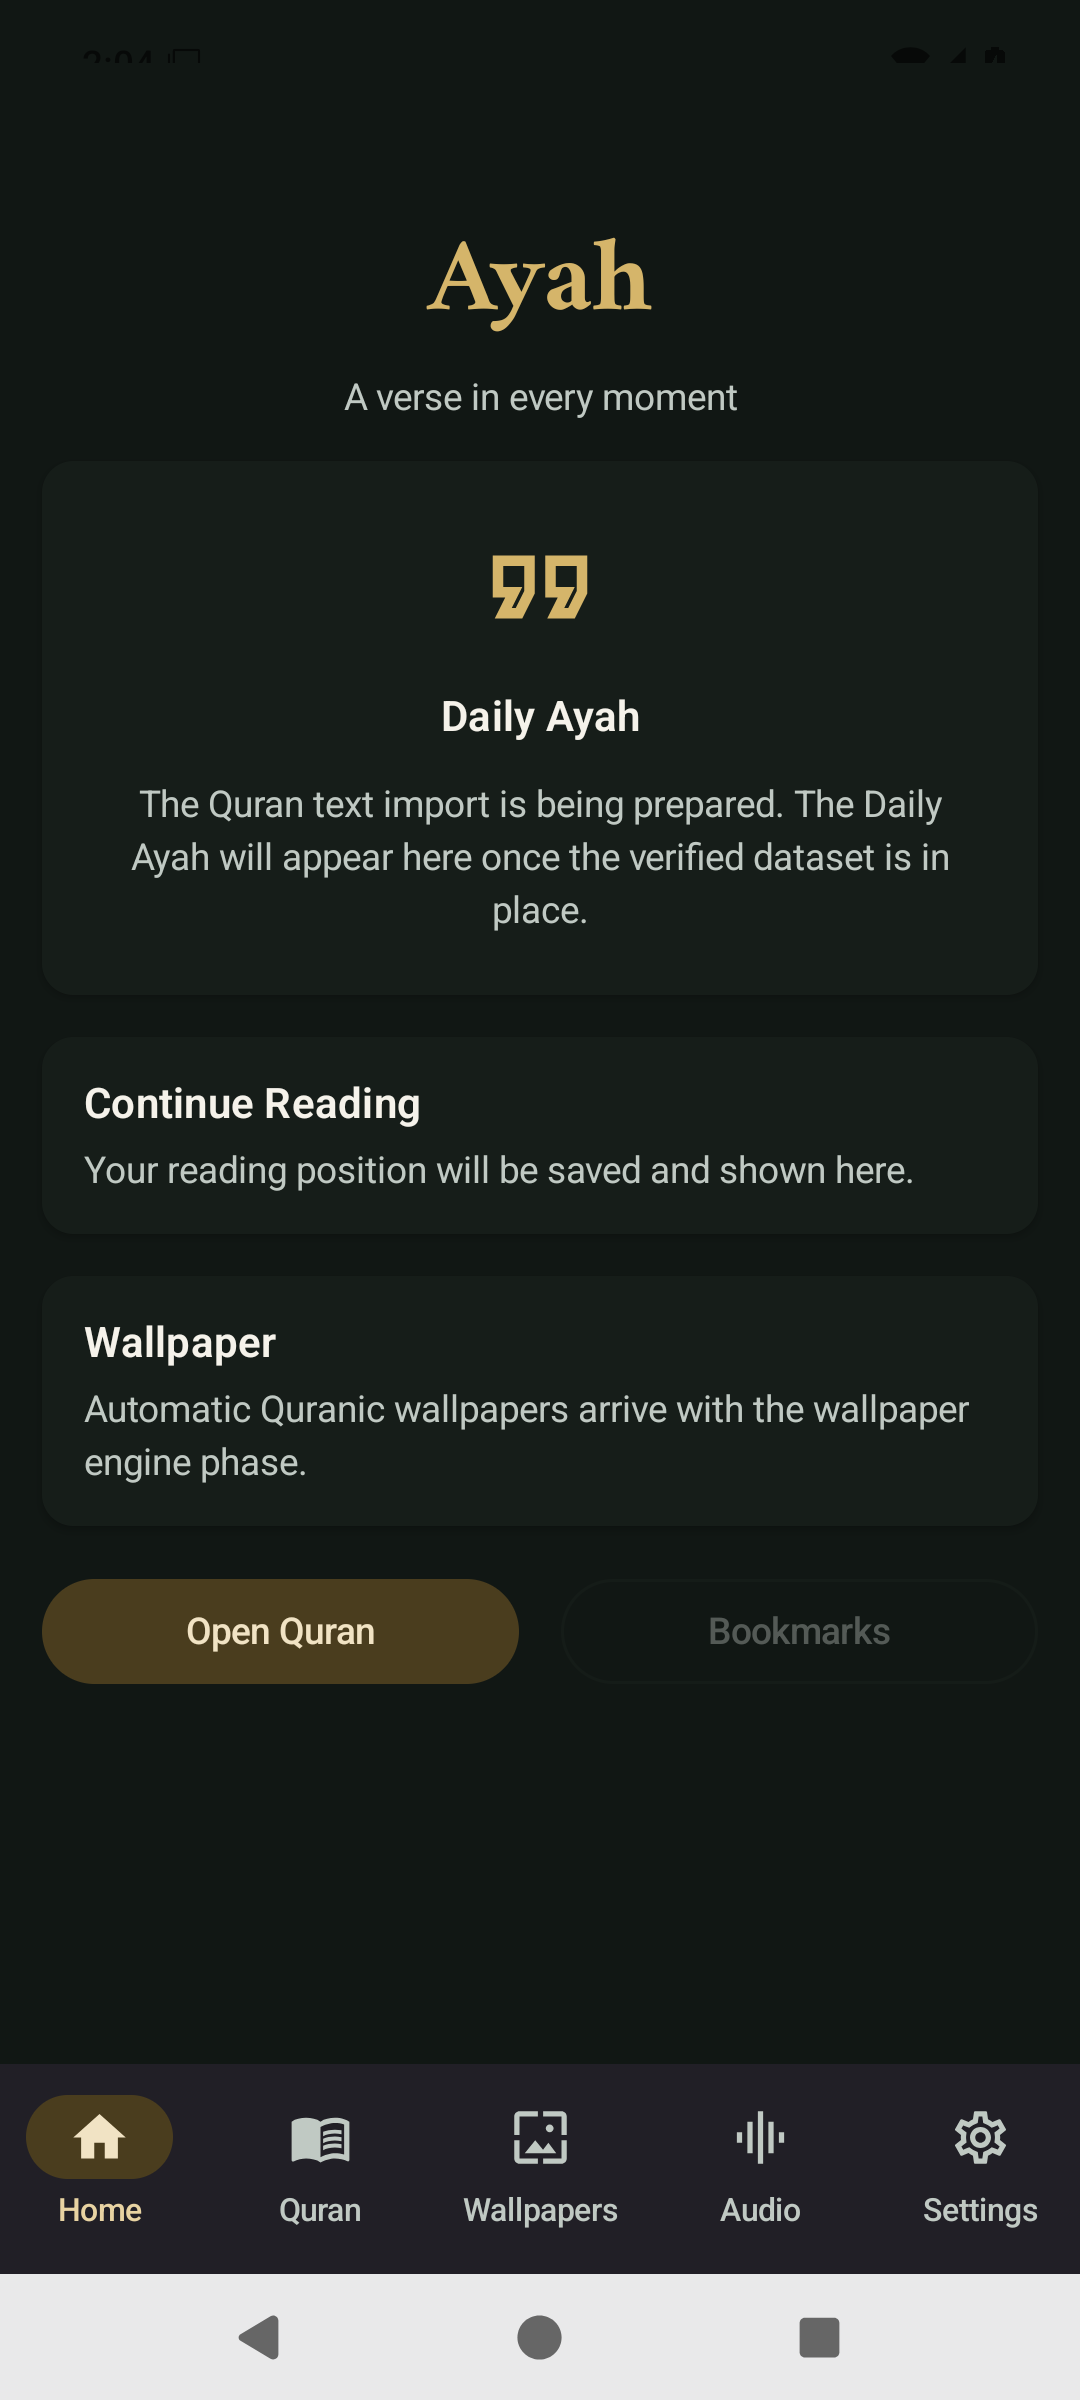 Ayah
A verse in every moment
Daily Ayah
The Quran text import is being prepared. The Daily
Ayah will appear here once the verified dataset is in
place.
Continue Reading
Your reading position will be saved and shown here.
Wallpaper
Automatic Quranic wallpapers arrive with the wallpaper
engine phase.
Open Quran
Bookmarks
Home
Quran
Wallpapers
Audio
Settings